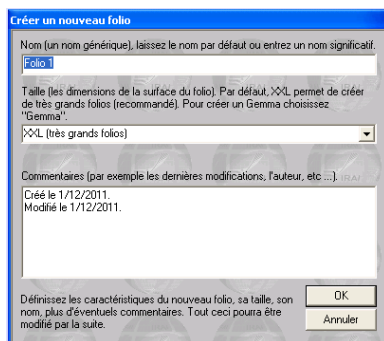 Créer un nouveau folio
Nom (un nom générique), laissez le nom par défaut ou entrez un nom significatif.
Folio 1
Taille (les dimensions de la surface du folio). Par défaut, XXL permet de créer
de très grands folios (recommandé). Pour créer un Gemma choisissez
"Gemma".
XXL (très grands folios)
Commentaires (par exemple les dernières modifications, l'auteur, etc ...).
Créé le 1/12/2011.
Modifié le 1/12/2011.
Définissez les caractéristiques du nouveau folio, sa taille, son
nom, plus d'éventuels commentaires. Tout ceci pourra être
modifié par la suite.
OK
Annuler